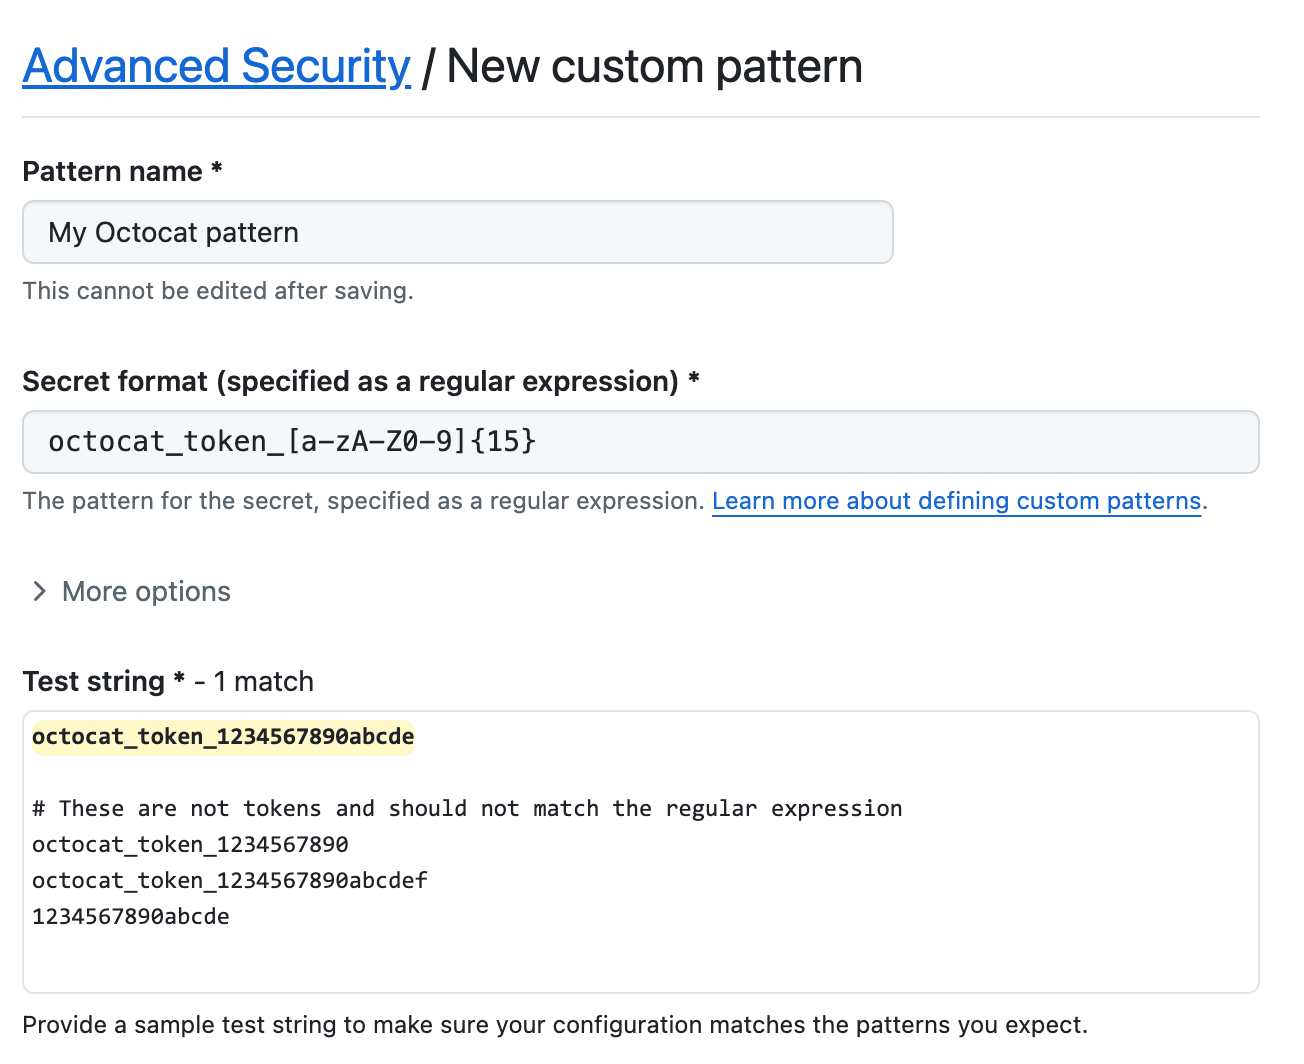 Advanced Security / New custom pattern
Pattern name *
My Octocat pattern
This cannot be edited after saving.
Secret format (specified as a regular expression) *
octocat_token_[a-zA-Z0-9]{15}
The pattern for the secret, specified as a regular expression. Learn more about defining custom patterns.
More options
Test string * - 1 match
octocat_token_1234567890abcde
# These are not tokens and should not match the regular expression
octocat_token_1234567890
octocat_token_1234567890abcdef
1234567890abcde
Provide a sample test string to make sure your configuration matches the patterns you expect.